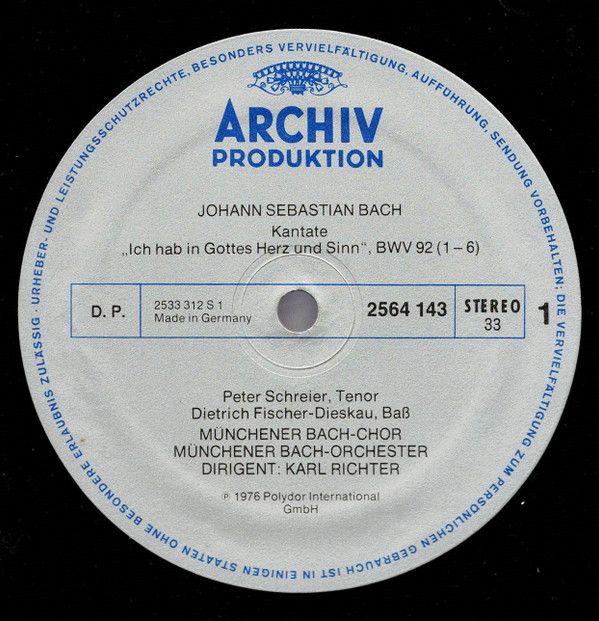 ARCHIV
PRODUKTION
JOHANN SEBASTIAN BACH
Kantate
„Ich hab in Gottes Herz und Sinn“, BWV 92 (1–6)
D. P.
2533 312 S 1
Made in Germany
2564 143
STEREO
33
1
Peter Schreier, Tenor
Dietrich Fischer-Dieskau, Baß
MÜNCHENER BACH-CHOR
MÜNCHENER BACH-ORCHESTER
DIRIGENT: KARL RICHTER
℗ 1976 Polydor International
GmbH
URHEBER- UND LEISTUNGSSCHUTZRECHTE, BESONDERS VERVIELFÄLTIGUNG, AUFFÜHRUNG, SENDUNG VORBEHALTEN; DIE VERVIELFÄLTIGUNG ZUM PERSÖNLICHEN GEBRAUCH IST IN EINIGEN STAATEN OHNE BESONDERE ERLAUBNIS ZULÄSSIG ·